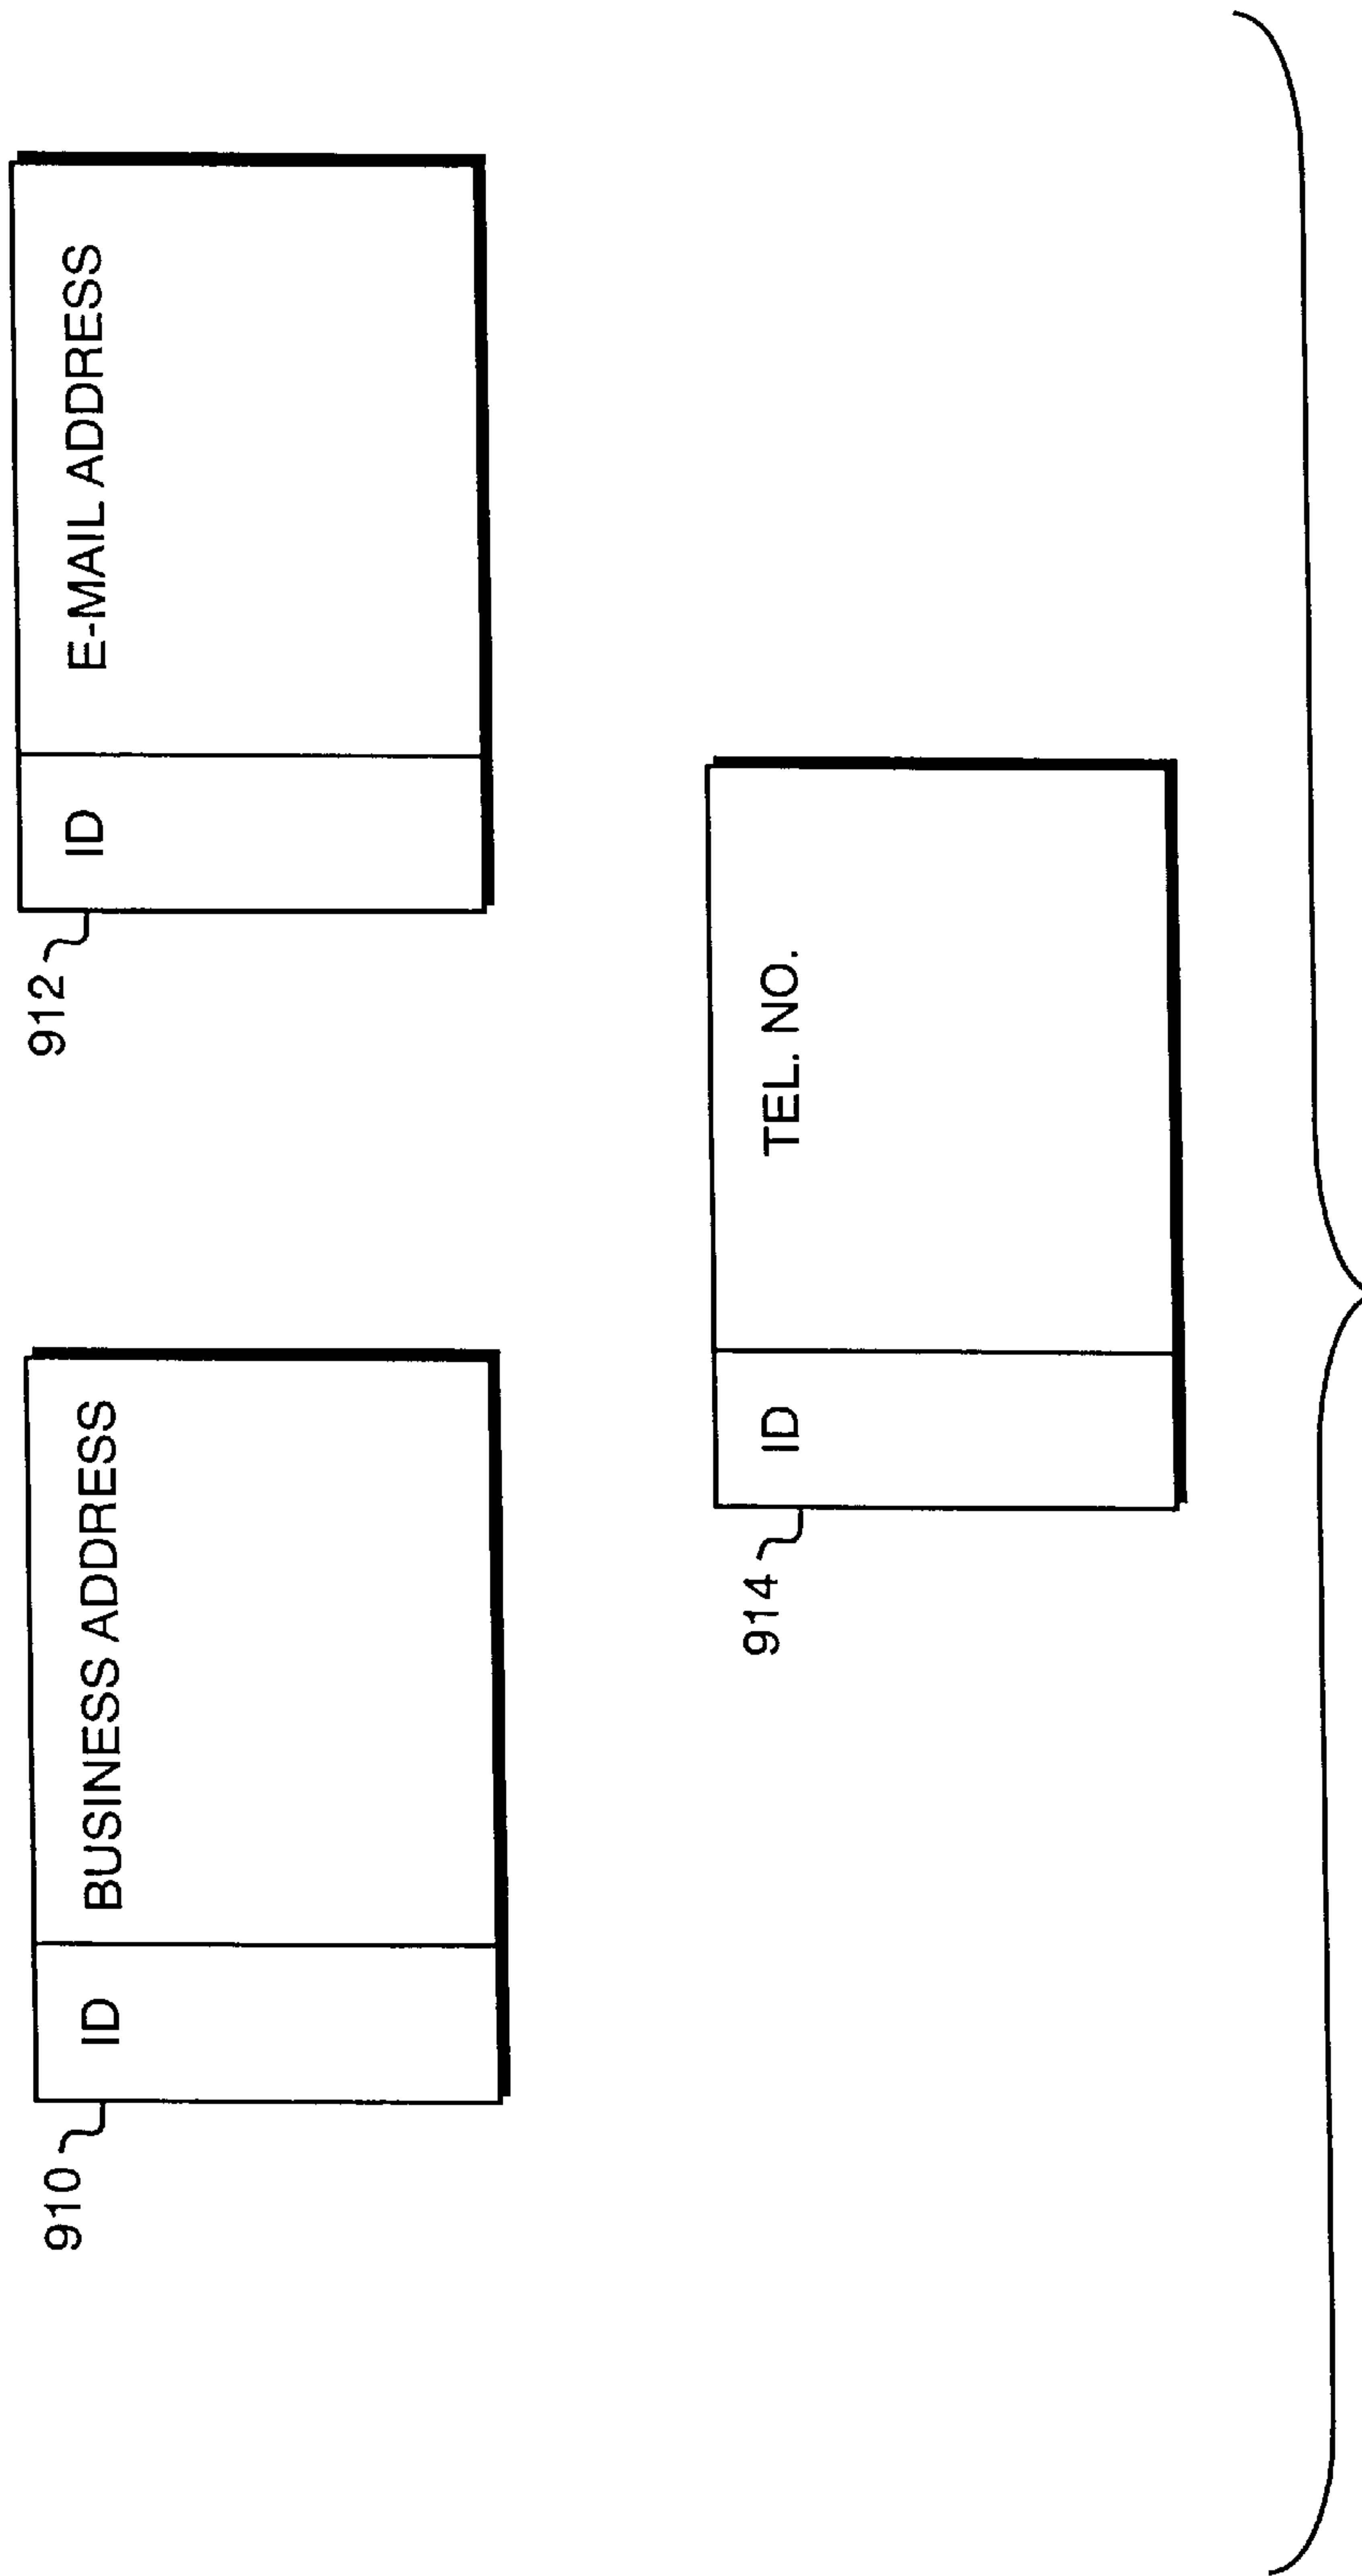 910
ID BUSINESS ADDRESS
912
ID E-MAIL ADDRESS
914
ID TEL. NO.